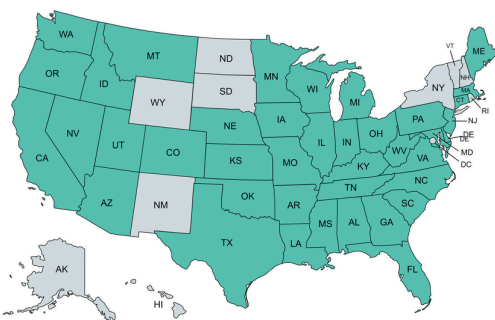 WA
MT
ND
MN
VT
ME
OR
ID
SD
WI
MI
NY
NH
MA
CT
RI
WY
NE
IA
PA
NJ
NV
UT
CO
IL
IN
OH
DE
DE
MD
DC
CA
KS
MO
KY
WV
VA
AZ
NM
OK
AR
TN
NC
SC
TX
LA
MS
AL
GA
FL
AK
HI